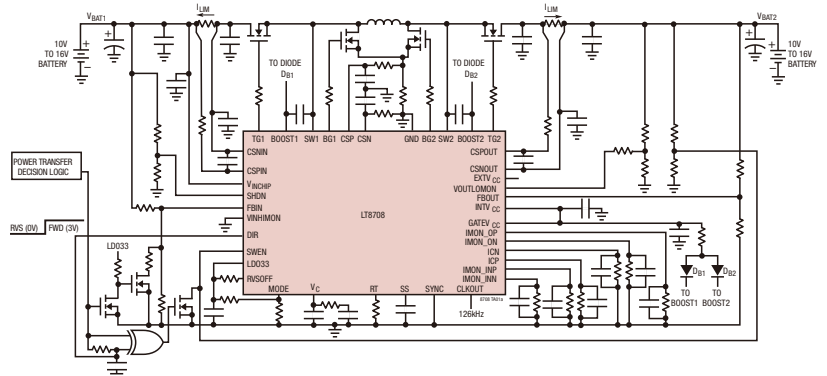 VBAT1
ILIM
ILIM
VBAT2
10V
TO 16V
BATTERY
10V
TO 16V
BATTERY
TO DIODE
DB1
TO DIODE
DB2
TG1 BOOST1 SW1 BG1 CSP CSN GND BG2 SW2 BOOST2 TG2
CSNIN
CSPIN
VINCHIP
SHDN
FBIN
VINHIMON
DIR
SWEN
LDO33
RVSOFF
LT8708
CSPOUT
CSNOUT
EXTVCC
VOUTLOMON
FBOUT
INTVCC
GATEVCC
IMON_OP
IMON_ON
ICN
ICP
IMON_INP
IMON_INN
MODE VC RT SS SYNC CLKOUT
8708 TA01a
126kHz
POWER TRANSFER
DECISION LOGIC
RVS (0V) FWD (3V)
LDO33
DB1 DB2
TO
BOOST1
TO
BOOST2